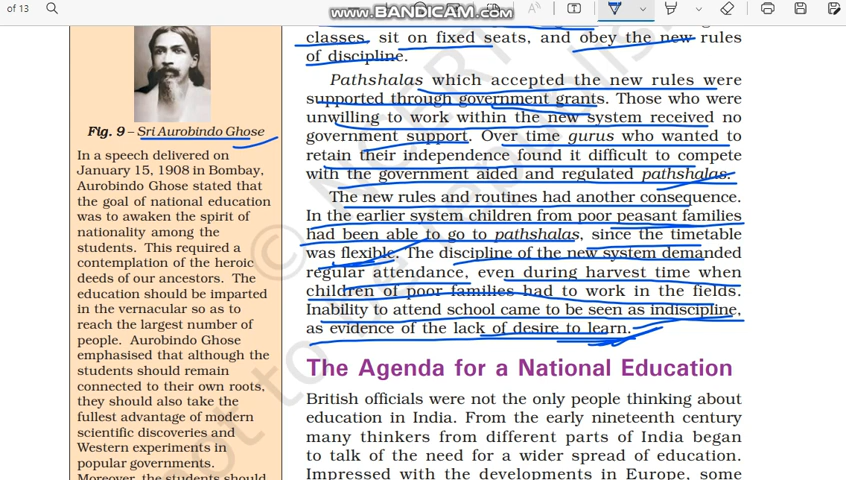 of 13
WWW.BANDICAM.COM
classes, sit on fixed seats, and obey the new rules
of discipline.
Pathshalas which accepted the new rules were
supported through government grants. Those who were
unwilling to work within the new system received no
government support. Over time gurus who wanted to
retain their independence found it difficult to compete
with the government aided and regulated pathshalas.
The new rules and routines had another consequence.
In the earlier system children from poor peasant families
had been able to go to pathshalas, since the timetable
was flexible. The discipline of the new system demanded
regular attendance, even during harvest time when
children of poor families had to work in the fields.
Inability to attend school came to be seen as indiscipline,
as evidence of the lack of desire to learn.
The Agenda for a National Education
British officials were not the only people thinking about
education in India. From the early nineteenth century
many thinkers from different parts of India began
to talk of the need for a wider spread of education.
Impressed with the developments in Europe, some
Fig. 9 – Sri Aurobindo Ghose
In a speech delivered on
January 15, 1908 in Bombay,
Aurobindo Ghose stated that
the goal of national education
was to awaken the spirit of
nationality among the
students. This required a
contemplation of the heroic
deeds of our ancestors. The
education should be imparted
in the vernacular so as to
reach the largest number of
people. Aurobindo Ghose
emphasised that although the
students should remain
connected to their own roots,
they should also take the
fullest advantage of modern
scientific discoveries and
Western experiments in
popular governments.
Moreover, the students should